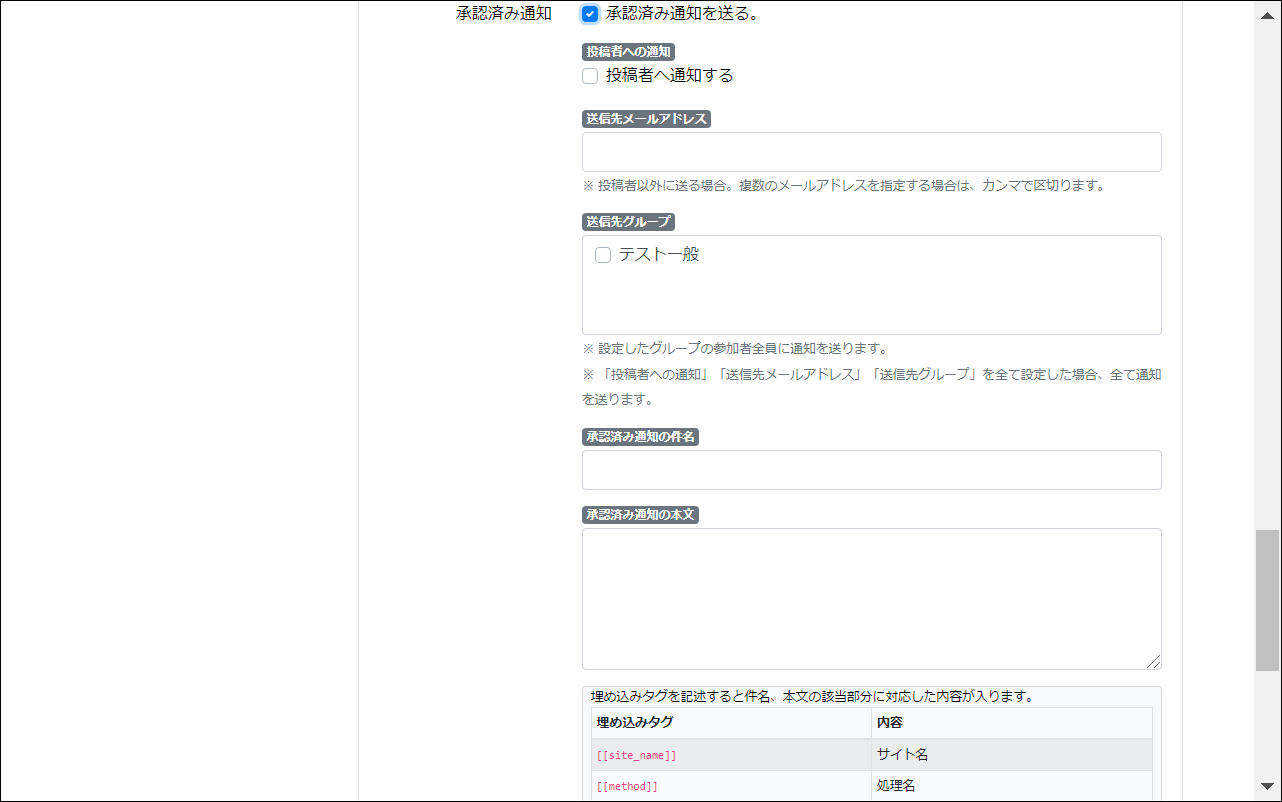 承認済み通知 承認済み通知を送る。
投稿者への通知
投稿者へ通知する
送信先メールアドレス
※ 投稿者以外に送る場合。複数のメールアドレスを指定する場合は、カンマで区切ります。
送信先グループ
テスト一般
※ 設定したグループの参加者全員に通知を送ります。
※ 「投稿者への通知」「送信先メールアドレス」「送信先グループ」を全て設定した場合、全て通知
を送ります。
承認済み通知の件名
承認済み通知の本文
埋め込みタグを記述すると件名、本文の該当部分に対応した内容が入ります。
埋め込みタグ 内容
[[site_name]] サイト名
[[method]] 処理名